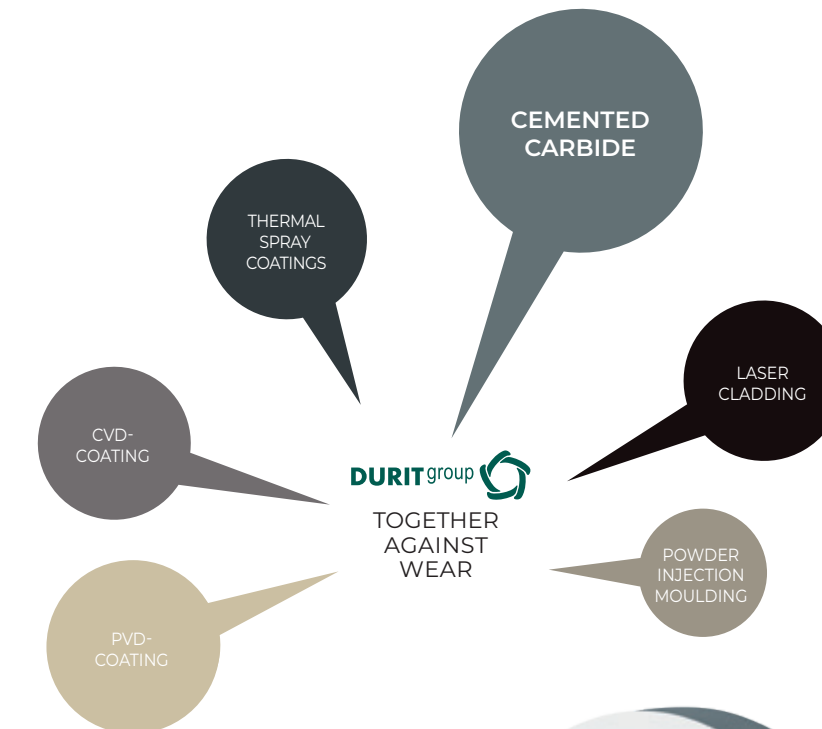 CEMENTED
CARBIDE
THERMAL
SPRAY
COATINGS
LASER
CLADDING
CVD-
COATING
DURIT group
TOGETHER
AGAINST
WEAR
POWDER
INJECTION
MOULDING
PVD-
COATING